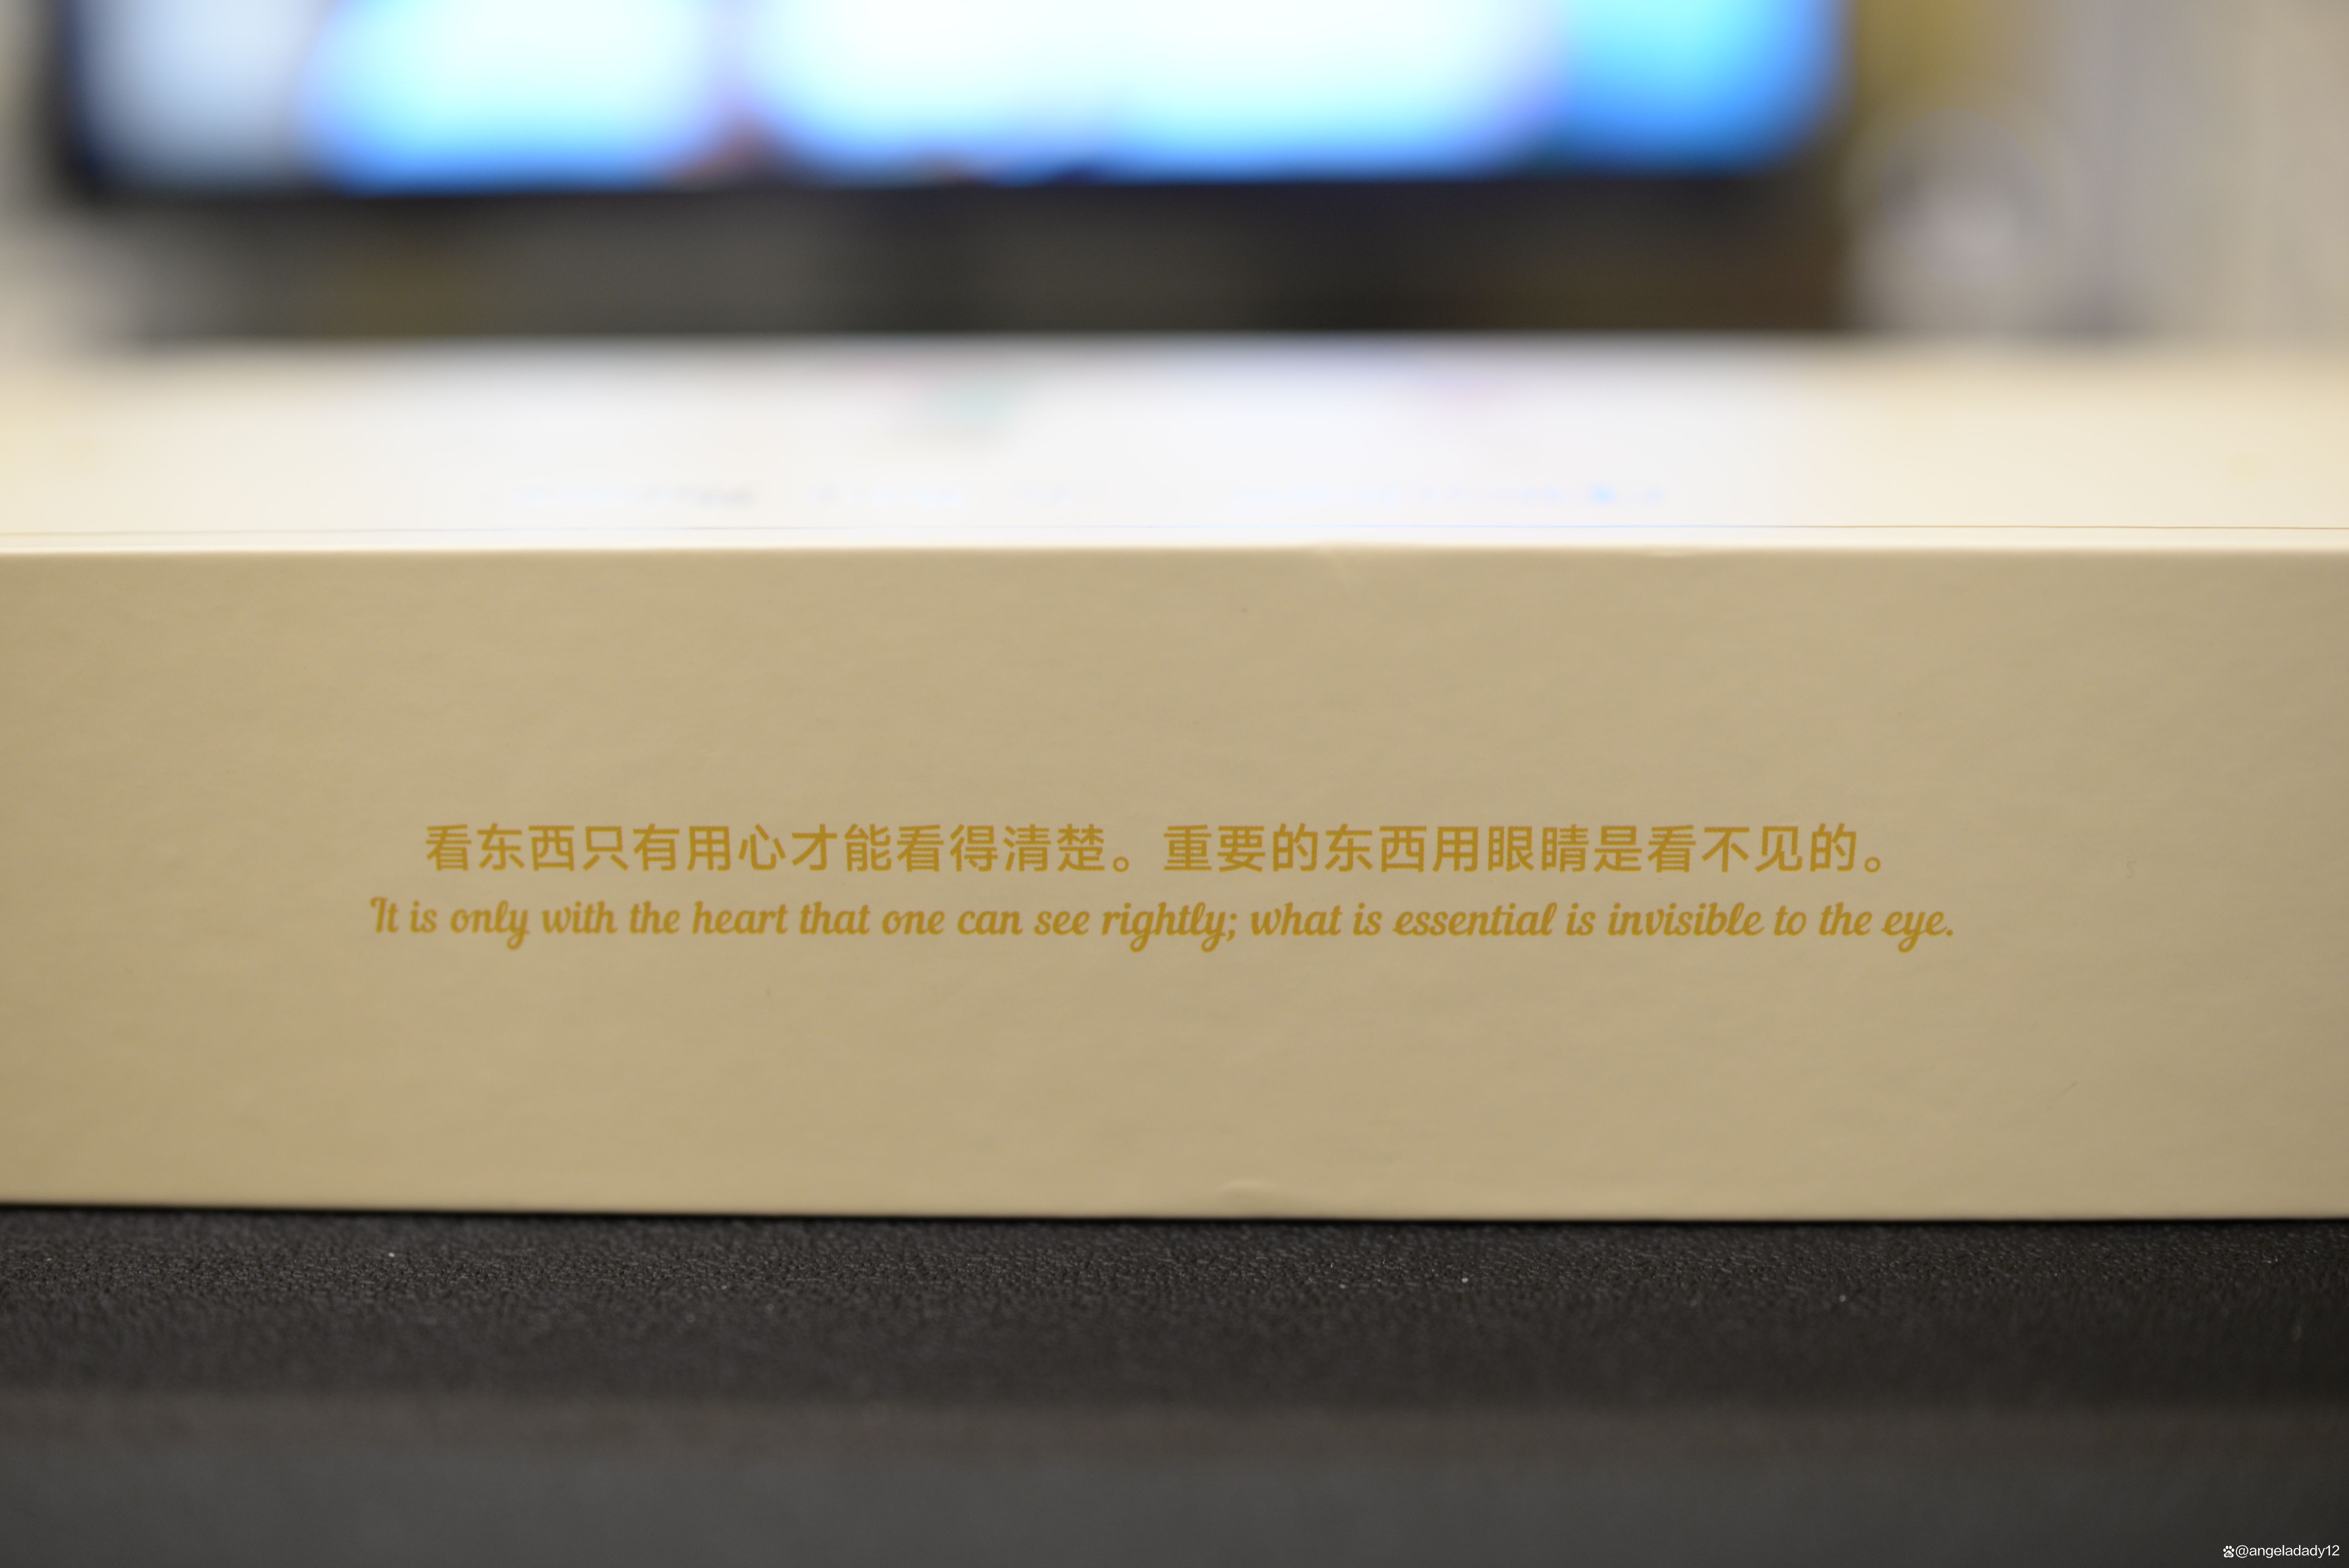 看东西只有用心才能看得清楚。重要的东西用眼睛是看不见的。
It is only with the heart that one can see rightly; what is essential is invisible to the eye.
@angeladady12